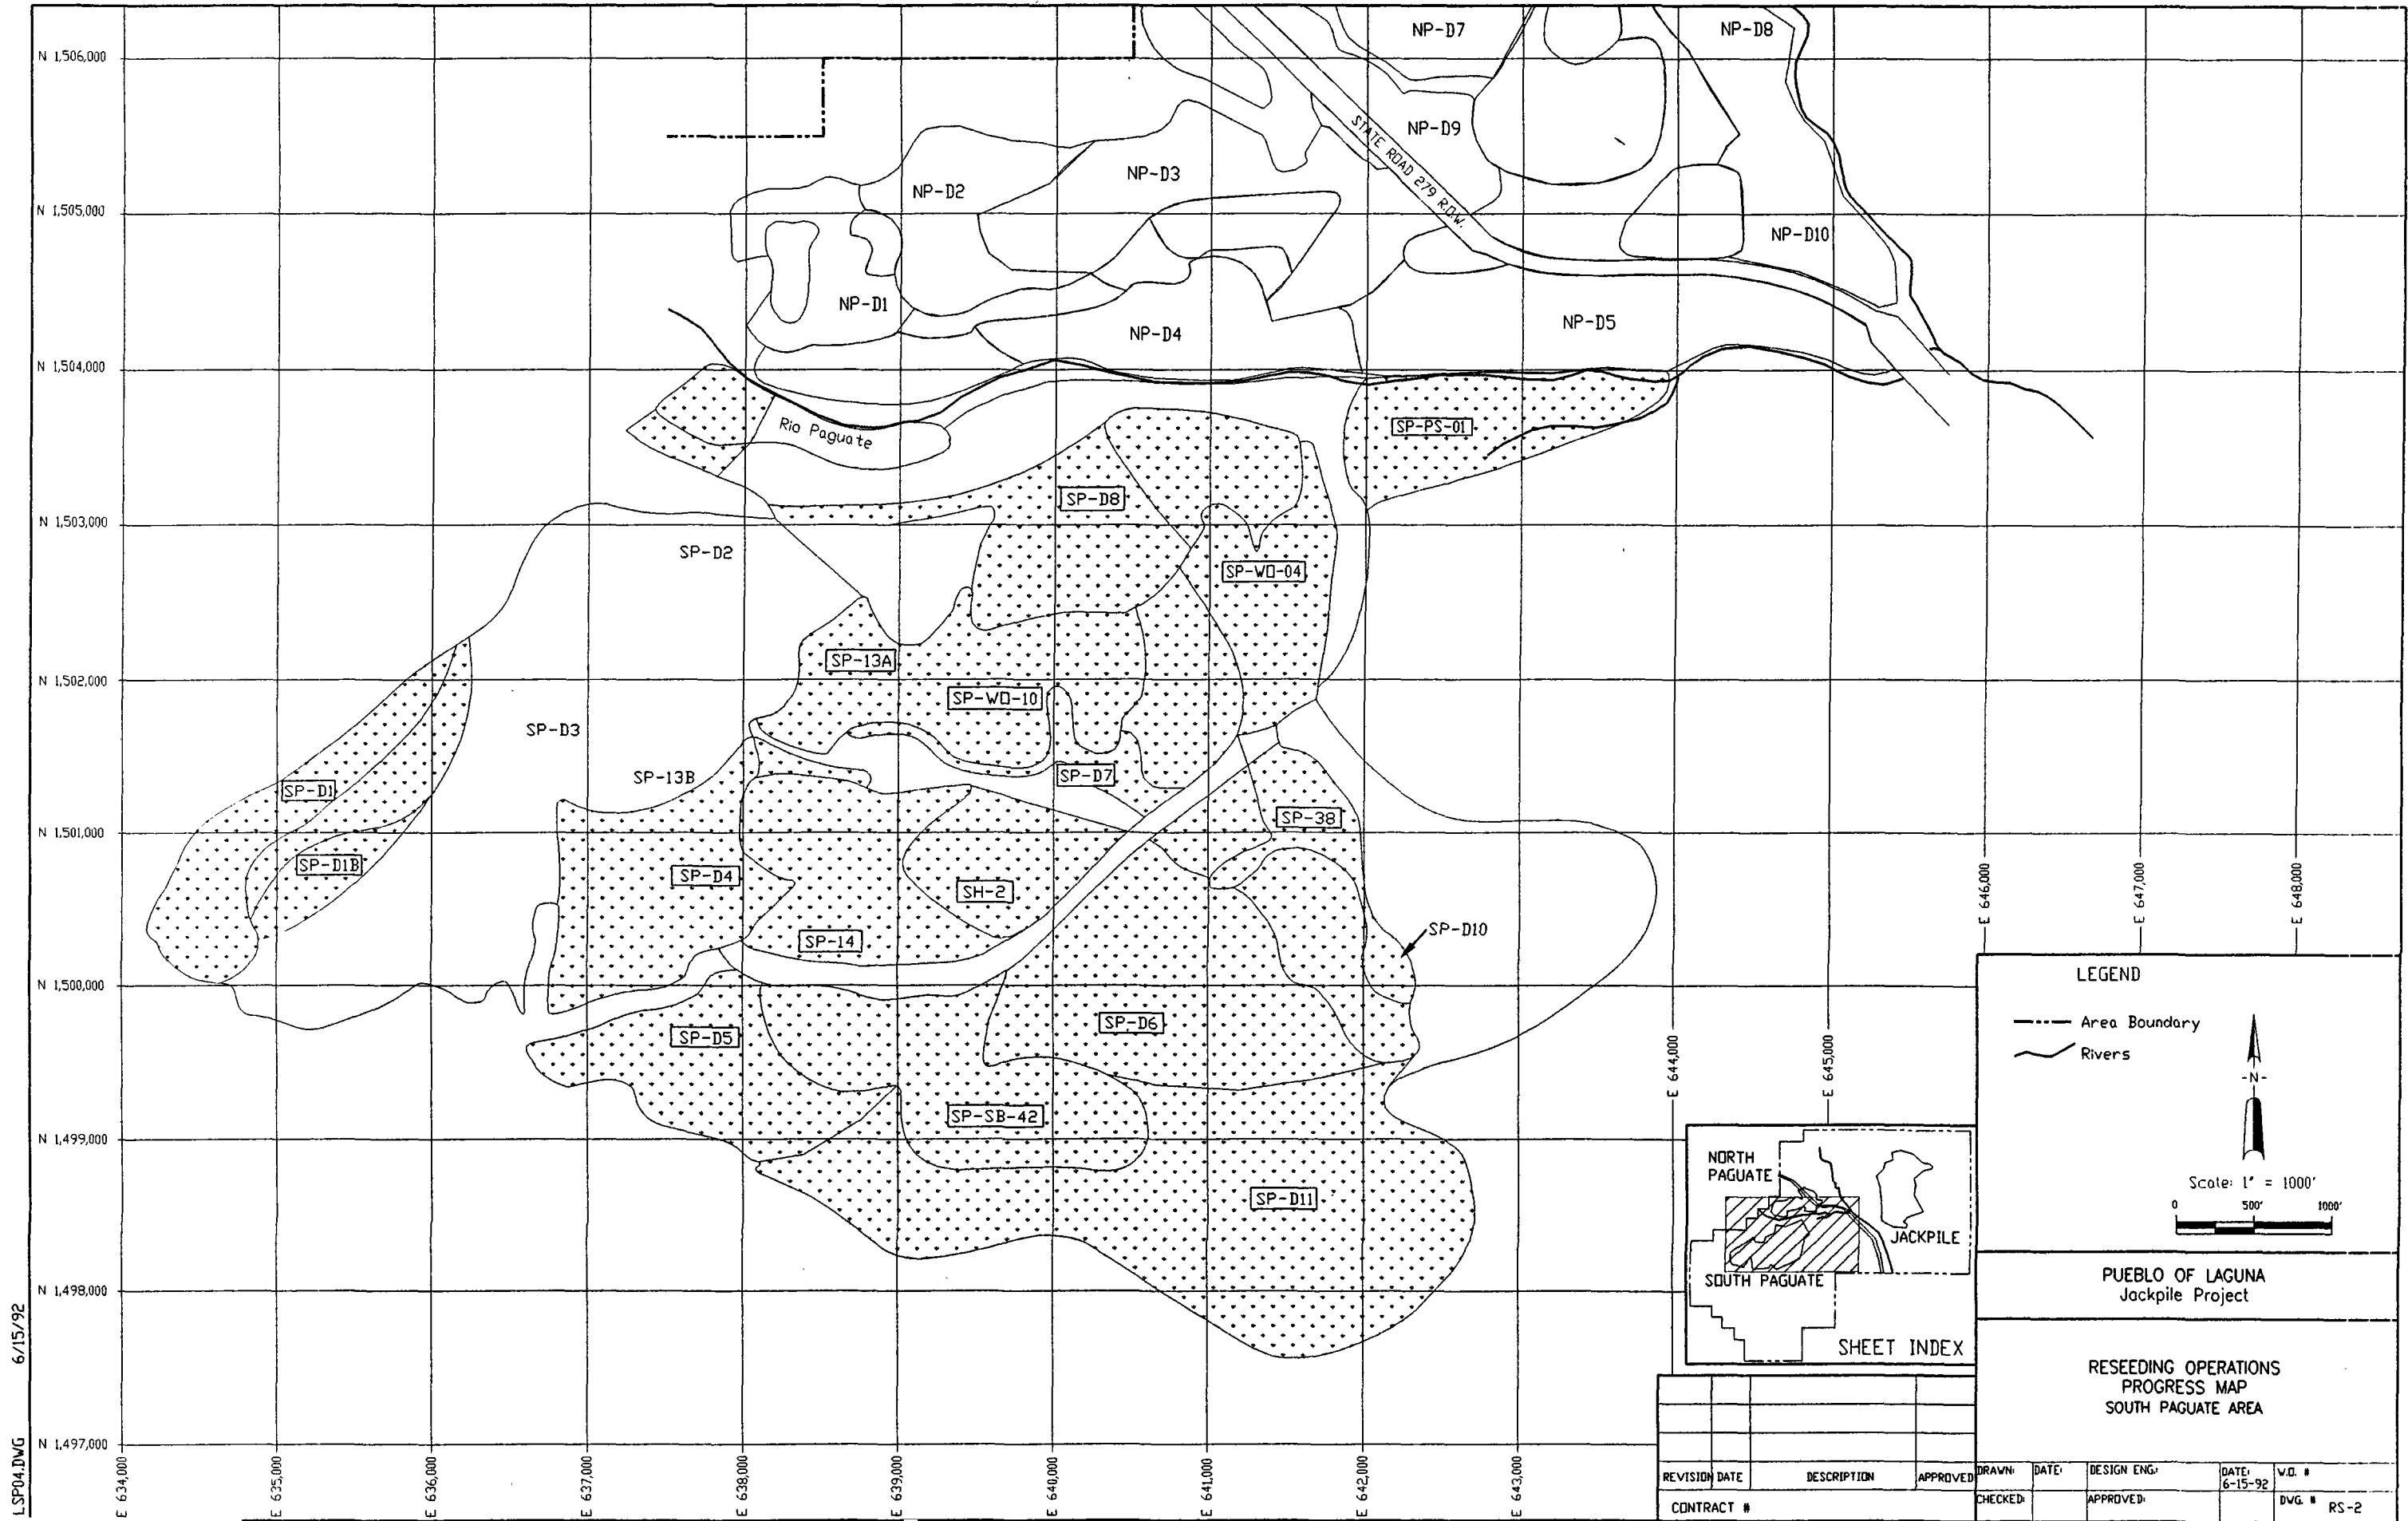 N 1,506,000
N 1,505,000
N 1,504,000
N 1,503,000
N 1,502,000
N 1,501,000
N 1,500,000
N 1,499,000
N 1,498,000
N 1,497,000
E 634,000
E 635,000
E 636,000
E 637,000
E 638,000
E 639,000
E 640,000
E 641,000
E 642,000
E 643,000
E 644,000
E 645,000
E 646,000
E 647,000
E 648,000
NP-D7
NP-D8
NP-D9
STATE ROAD 279 R.O.W.
NP-D3
NP-D2
NP-D10
NP-D1
NP-D4
NP-D5
Rio Paguate
SP-PS-01
SP-D8
SP-D2
SP-WO-04
SP-13A
SP-WO-10
SP-D3
SP-13B
SP-D7
SP-D1
SP-38
SP-D1B
SP-D4
SH-2
SP-14
SP-D10
SP-D6
SP-D5
SP-SB-42
SP-D11
LEGEND
Area Boundary
Rivers
-N-
Scale: 1" = 1000'
0 500' 1000'
NORTH
PAGUATE
JACKPILE
SOUTH PAGUATE
SHEET INDEX
PUEBLO OF LAGUNA
Jackpile Project
RESEEDING OPERATIONS
PROGRESS MAP
SOUTH PAGUATE AREA
REVISION DATE DESCRIPTION APPROVED
CONTRACT #
DRAWN: DATE: DESIGN ENG.: DATE: W.O. #
6-15-92
CHECKED: APPROVED: DWG. # RS-2
LSP04.DWG 6/15/92